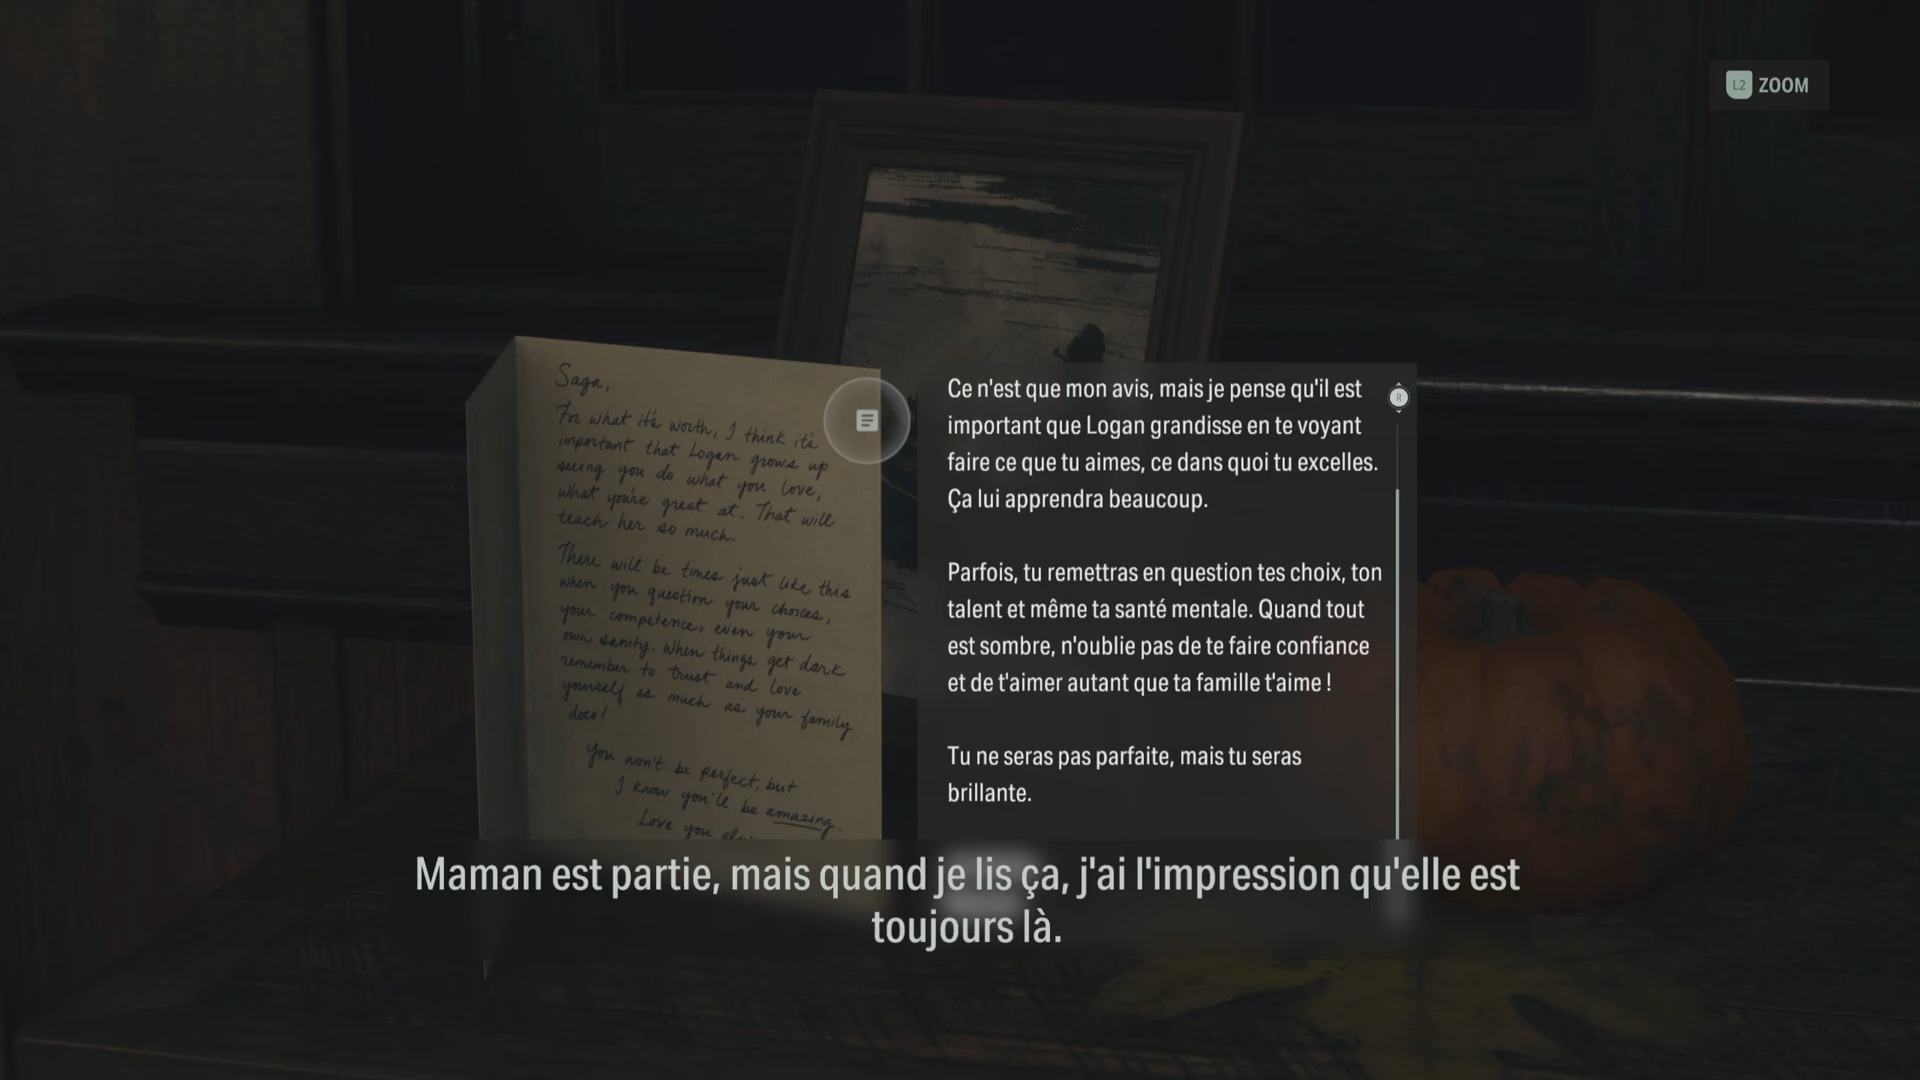 L2 ZOOM
Saga,
For what it's worth, I think it's
important that Logan grows up
seeing you do what you love,
what you're great at. That will
teach her so much.
There will be times just like this
when you question your choices,
your competence, even your
own sanity. When things get dark
remember to trust and love
yourself as much as your family
does!
You won't be perfect, but
I know you'll be amazing.
Love you
Ce n'est que mon avis, mais je pense qu'il est
important que Logan grandisse en te voyant
faire ce que tu aimes, ce dans quoi tu excelles.
Ça lui apprendra beaucoup.
Parfois, tu remettras en question tes choix, ton
talent et même ta santé mentale. Quand tout
est sombre, n'oublie pas de te faire confiance
et de t'aimer autant que ta famille t'aime !
Tu ne seras pas parfaite, mais tu seras
brillante.
R
Maman est partie, mais quand je lis ça, j'ai l'impression qu'elle est
toujours là.